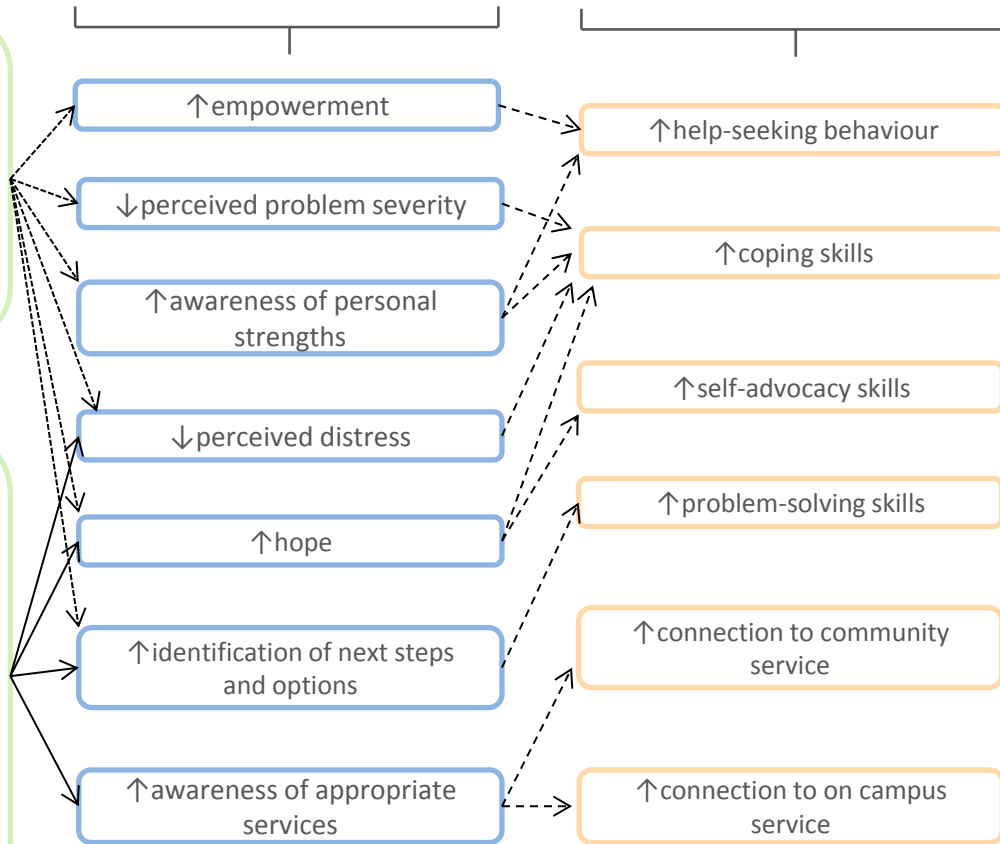 ↑empowerment
↓perceived problem severity
↑awareness of personal
strengths
↓perceived distress
↑hope
↑identification of next steps
and options
↑awareness of appropriate
services
↑help-seeking behaviour
↑coping skills
↑self-advocacy skills
↑problem-solving skills
↑connection to community
service
↑connection to on campus
service